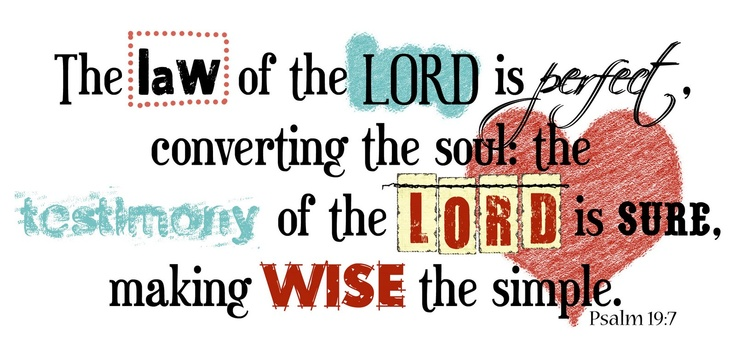 The law of the LORD is perfect,
converting the soul: the
testimony of the LORD is SURE,
making WISE the simple.
Psalm 19:7